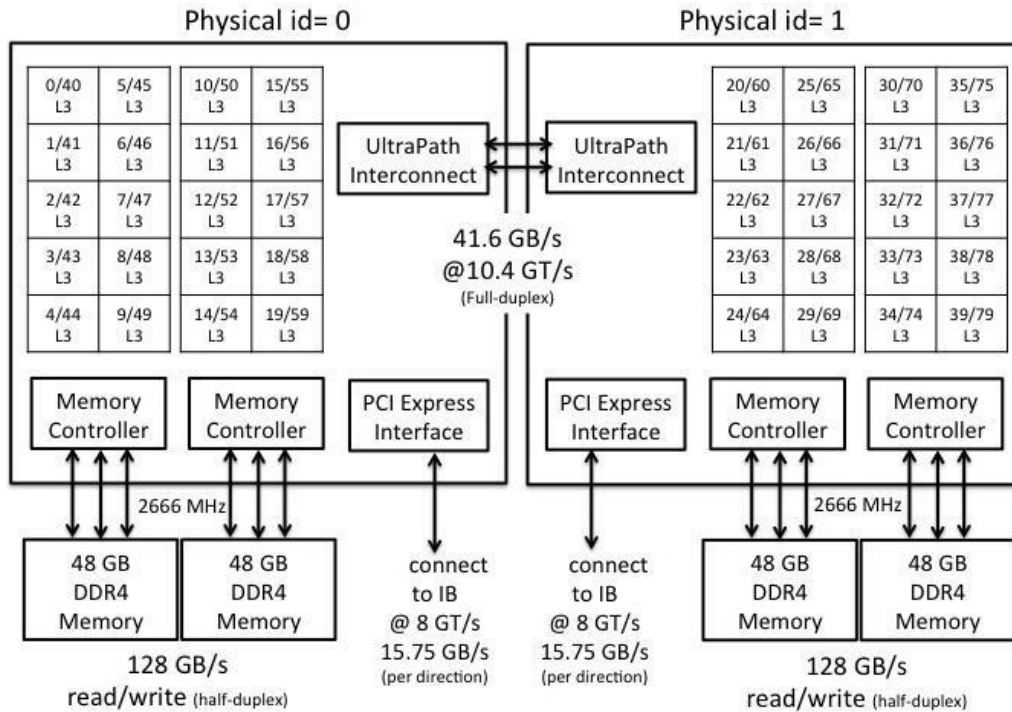 Physical id= 0
Physical id= 1
0/40 L3
5/45 L3
10/50 L3
15/55 L3
1/41 L3
6/46 L3
11/51 L3
16/56 L3
2/42 L3
7/47 L3
12/52 L3
17/57 L3
3/43 L3
8/48 L3
13/53 L3
18/58 L3
4/44 L3
9/49 L3
14/54 L3
19/59 L3
UltraPath
Interconnect
UltraPath
Interconnect
41.6 GB/s
@10.4 GT/s
(Full-duplex)
20/60 L3
25/65 L3
30/70 L3
35/75 L3
21/61 L3
26/66 L3
31/71 L3
36/76 L3
22/62 L3
27/67 L3
32/72 L3
37/77 L3
23/63 L3
28/68 L3
33/73 L3
38/78 L3
24/64 L3
29/69 L3
34/74 L3
39/79 L3
Memory
Controller
Memory
Controller
PCI Express
Interface
PCI Express
Interface
Memory
Controller
Memory
Controller
2666 MHz
2666 MHz
48 GB
DDR4
Memory
48 GB
DDR4
Memory
connect
to IB
@ 8 GT/s
15.75 GB/s
(per direction)
connect
to IB
@ 8 GT/s
15.75 GB/s
(per direction)
48 GB
DDR4
Memory
48 GB
DDR4
Memory
128 GB/s
read/write (half-duplex)
128 GB/s
read/write (half-duplex)